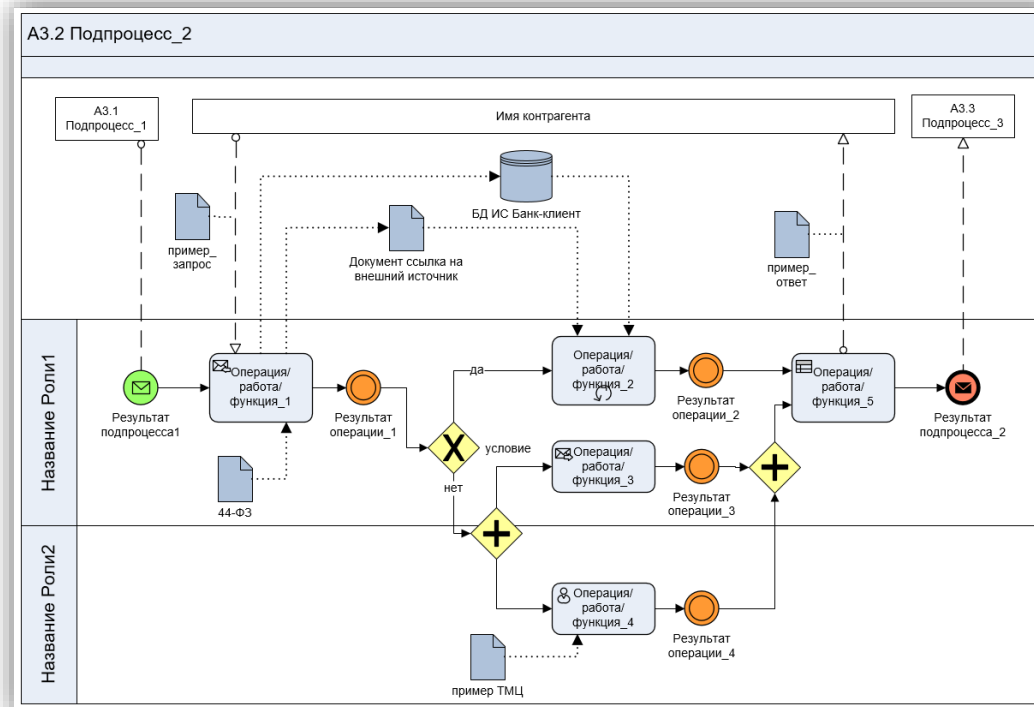 А3.2 Подпроцесс_2
А3.1
Подпроцесс_1
Имя контрагента
А3.3
Подпроцесс_3
БД ИС Банк-клиент
пример_
запрос
Документ ссылка на
внешний источник
пример_
ответ
Название Роли1
Операция/
работа/
функция_1
Результат
подпроцесса1
Результат
операции_1
44-ФЗ
да
условие
нет
Операция/
работа/
функция_2
Результат
операции_2
Операция/
работа/
функция_3
Результат
операции_3
Операция/
работа/
функция_5
Результат
подпроцесса_2
Название Роли2
Операция/
работа/
функция_4
Результат
операции_4
пример ТМЦ